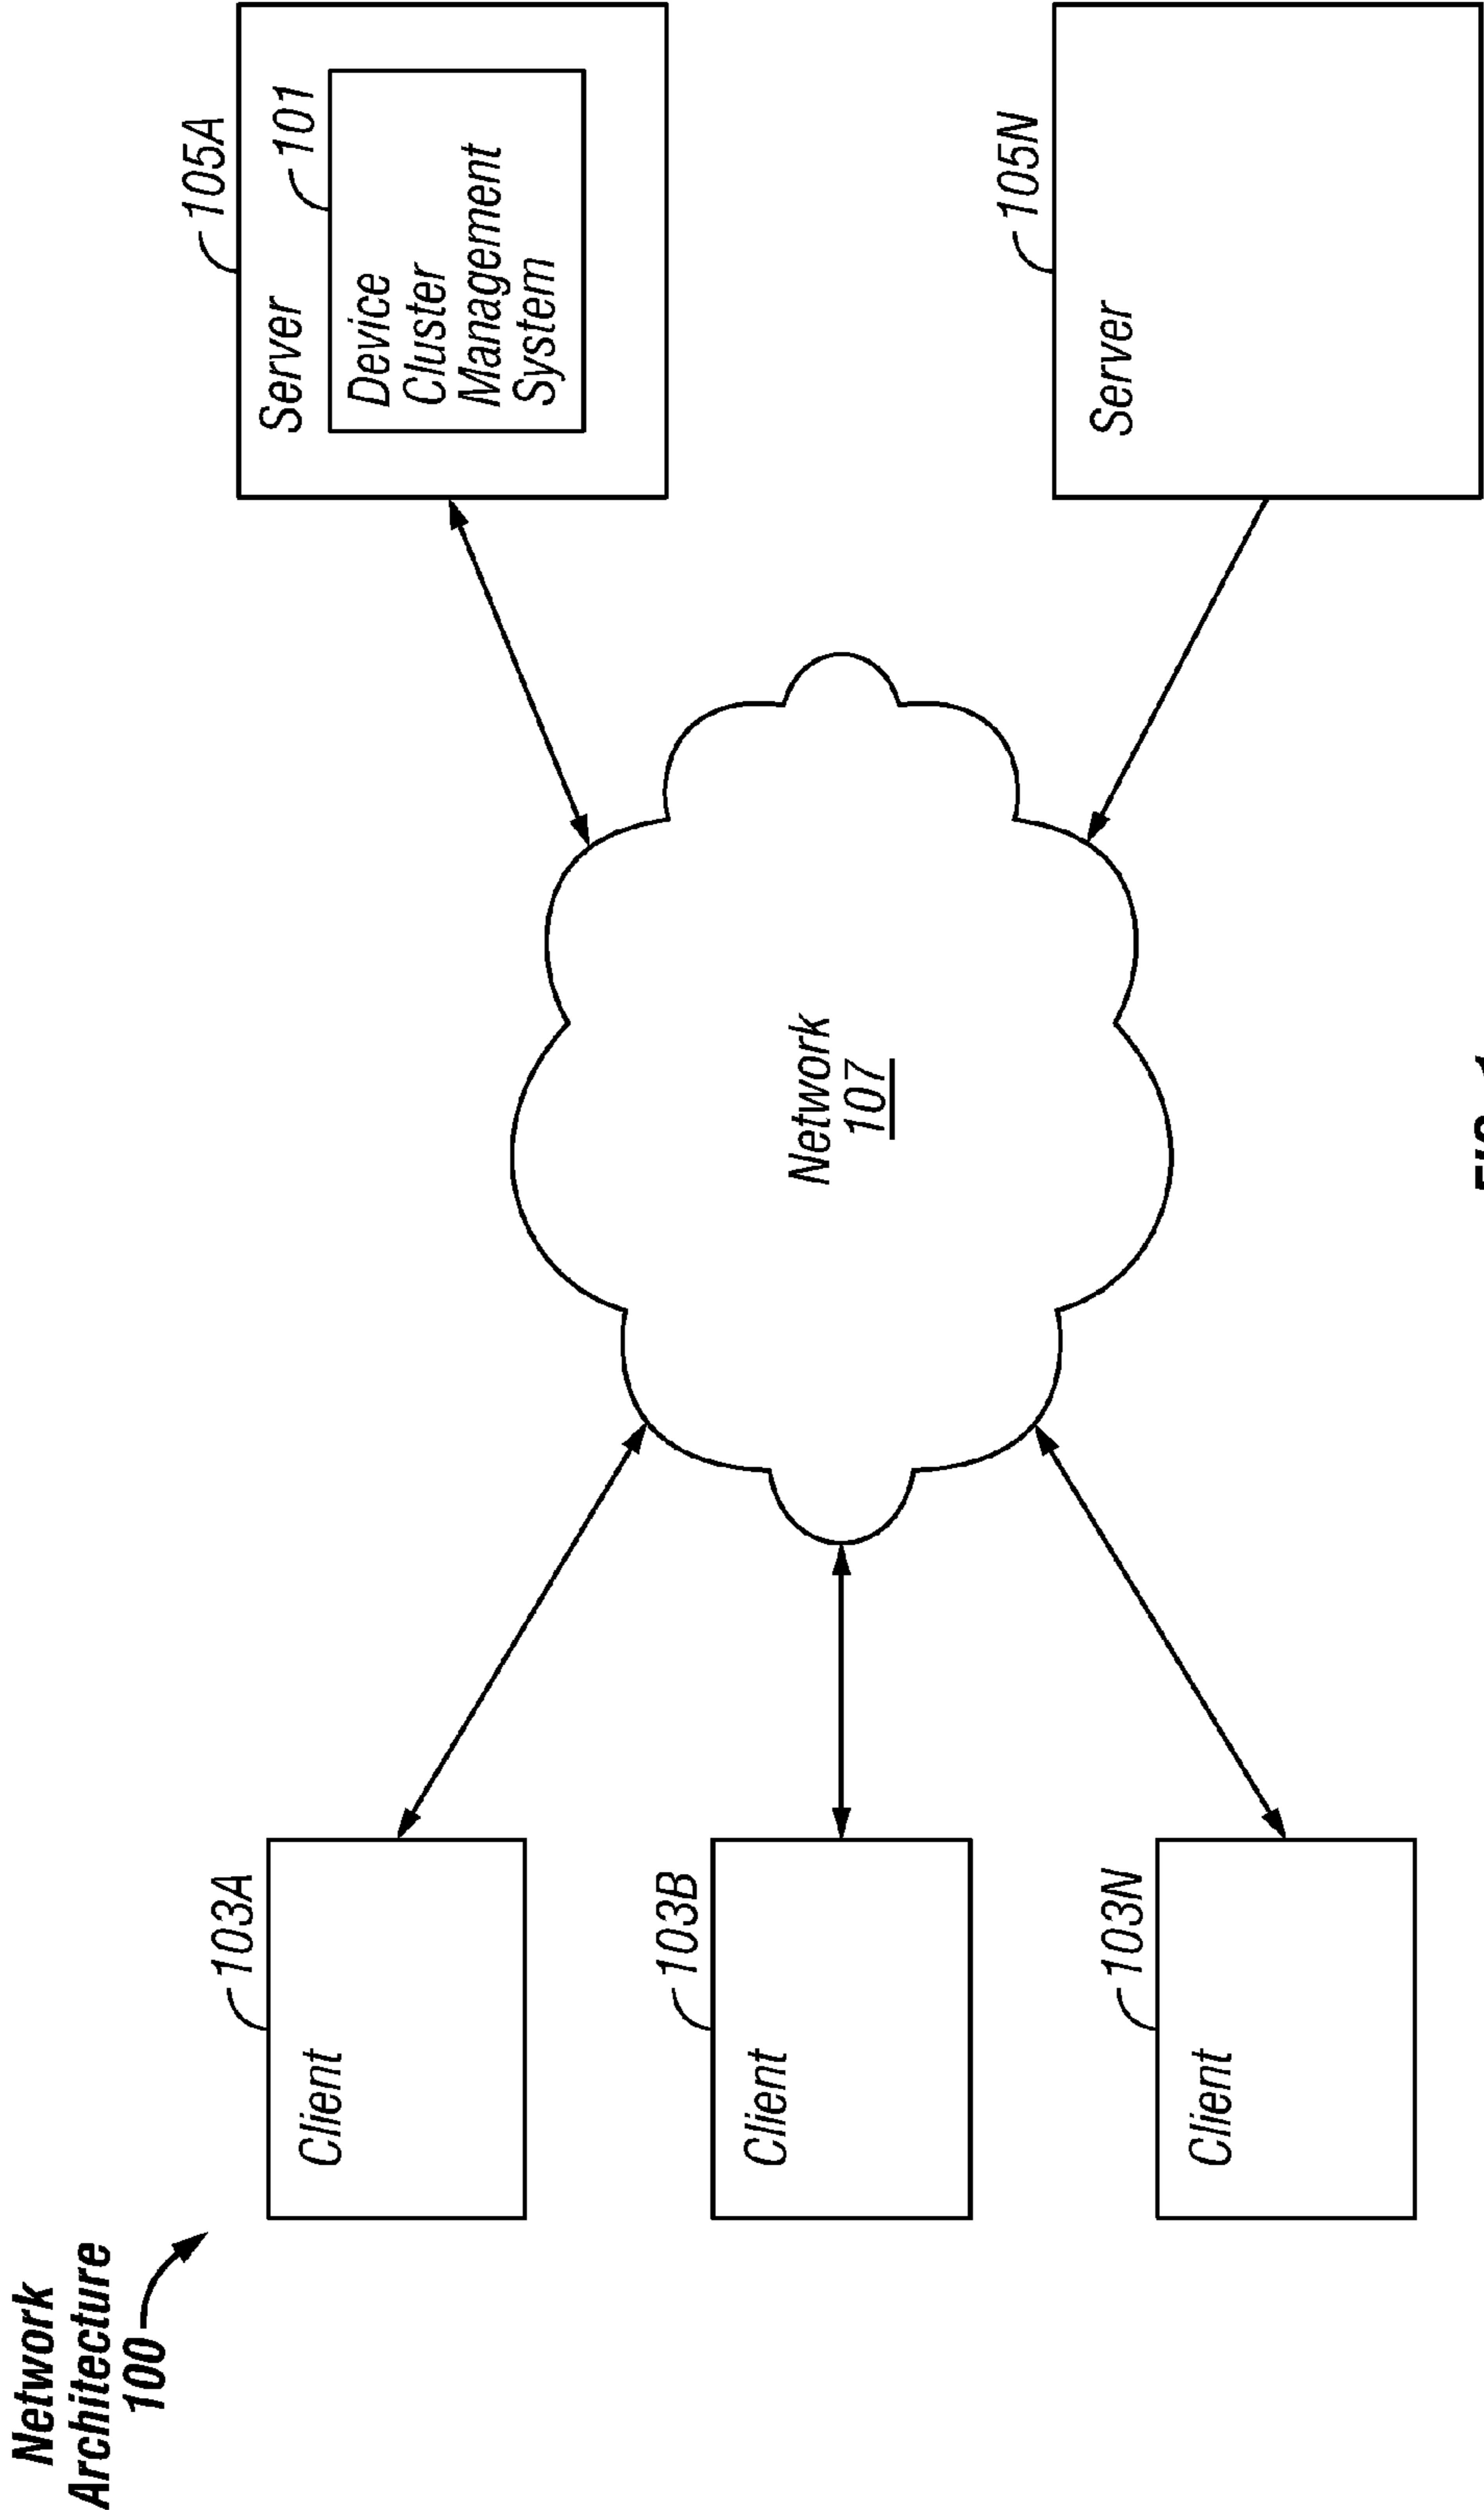 Network
Architecture
100
103A
Client
103B
Client
103N
Client
Network
107
105A
Server
101
Device
Cluster
Management
System
105N
Server